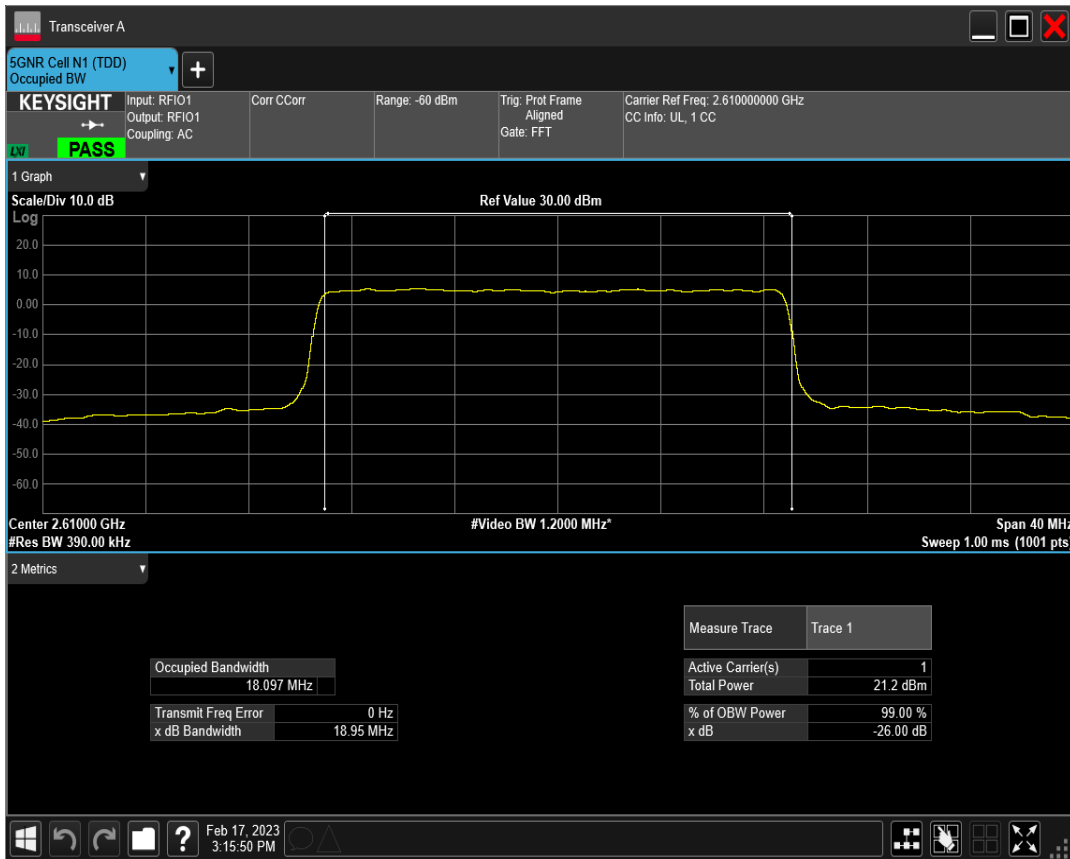 Transceiver A
5GNR Cell N1 (TDD)
Occupied BW
+
KEYSIGHT
LXI
PASS
Input: RFIO1
Output: RFIO1
Coupling: AC
Corr CCorr
Range: -60 dBm
Trig: Prot Frame
Aligned
Gate: FFT
Carrier Ref Freq: 2.610000000 GHz
CC Info: UL, 1 CC
1 Graph
Scale/Div 10.0 dB
Ref Value 30.00 dBm
Log
20.0
10.0
0.00
-10.0
-20.0
-30.0
-40.0
-50.0
-60.0
Center 2.61000 GHz
#Video BW 1.2000 MHz*
Span 40 MHz
#Res BW 390.00 kHz
Sweep 1.00 ms (1001 pts)
2 Metrics
Measure Trace Trace 1
Occupied Bandwidth
18.097 MHz
Active Carrier(s) 1
Total Power 21.2 dBm
Transmit Freq Error 0 Hz
x dB Bandwidth 18.95 MHz
% of OBW Power 99.00 %
x dB -26.00 dB
?
Feb 17, 2023
3:15:50 PM